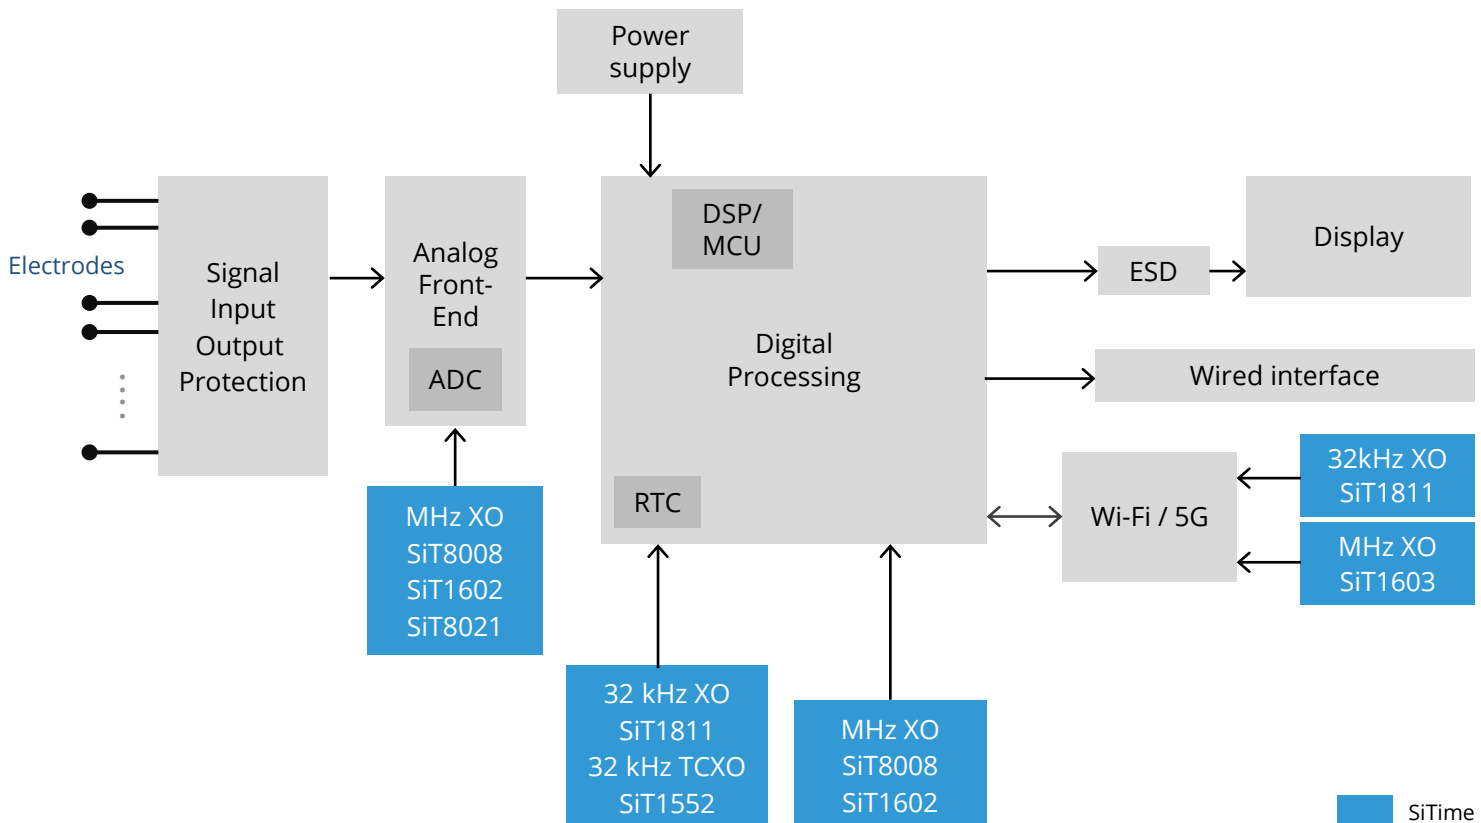 Power
supply
Electrodes
Signal
Input
Output
Protection
Analog
Front-
End
ADC
DSP/
MCU
Digital
Processing
RTC
ESD
Display
Wired interface
Wi-Fi / 5G
32kHz XO
SiT1811
MHz XO
SiT1603
MHz XO
SiT8008
SiT1602
SiT8021
32 kHz XO
SiT1811
32 kHz TCXO
SiT1552
MHz XO
SiT8008
SiT1602
SiTime